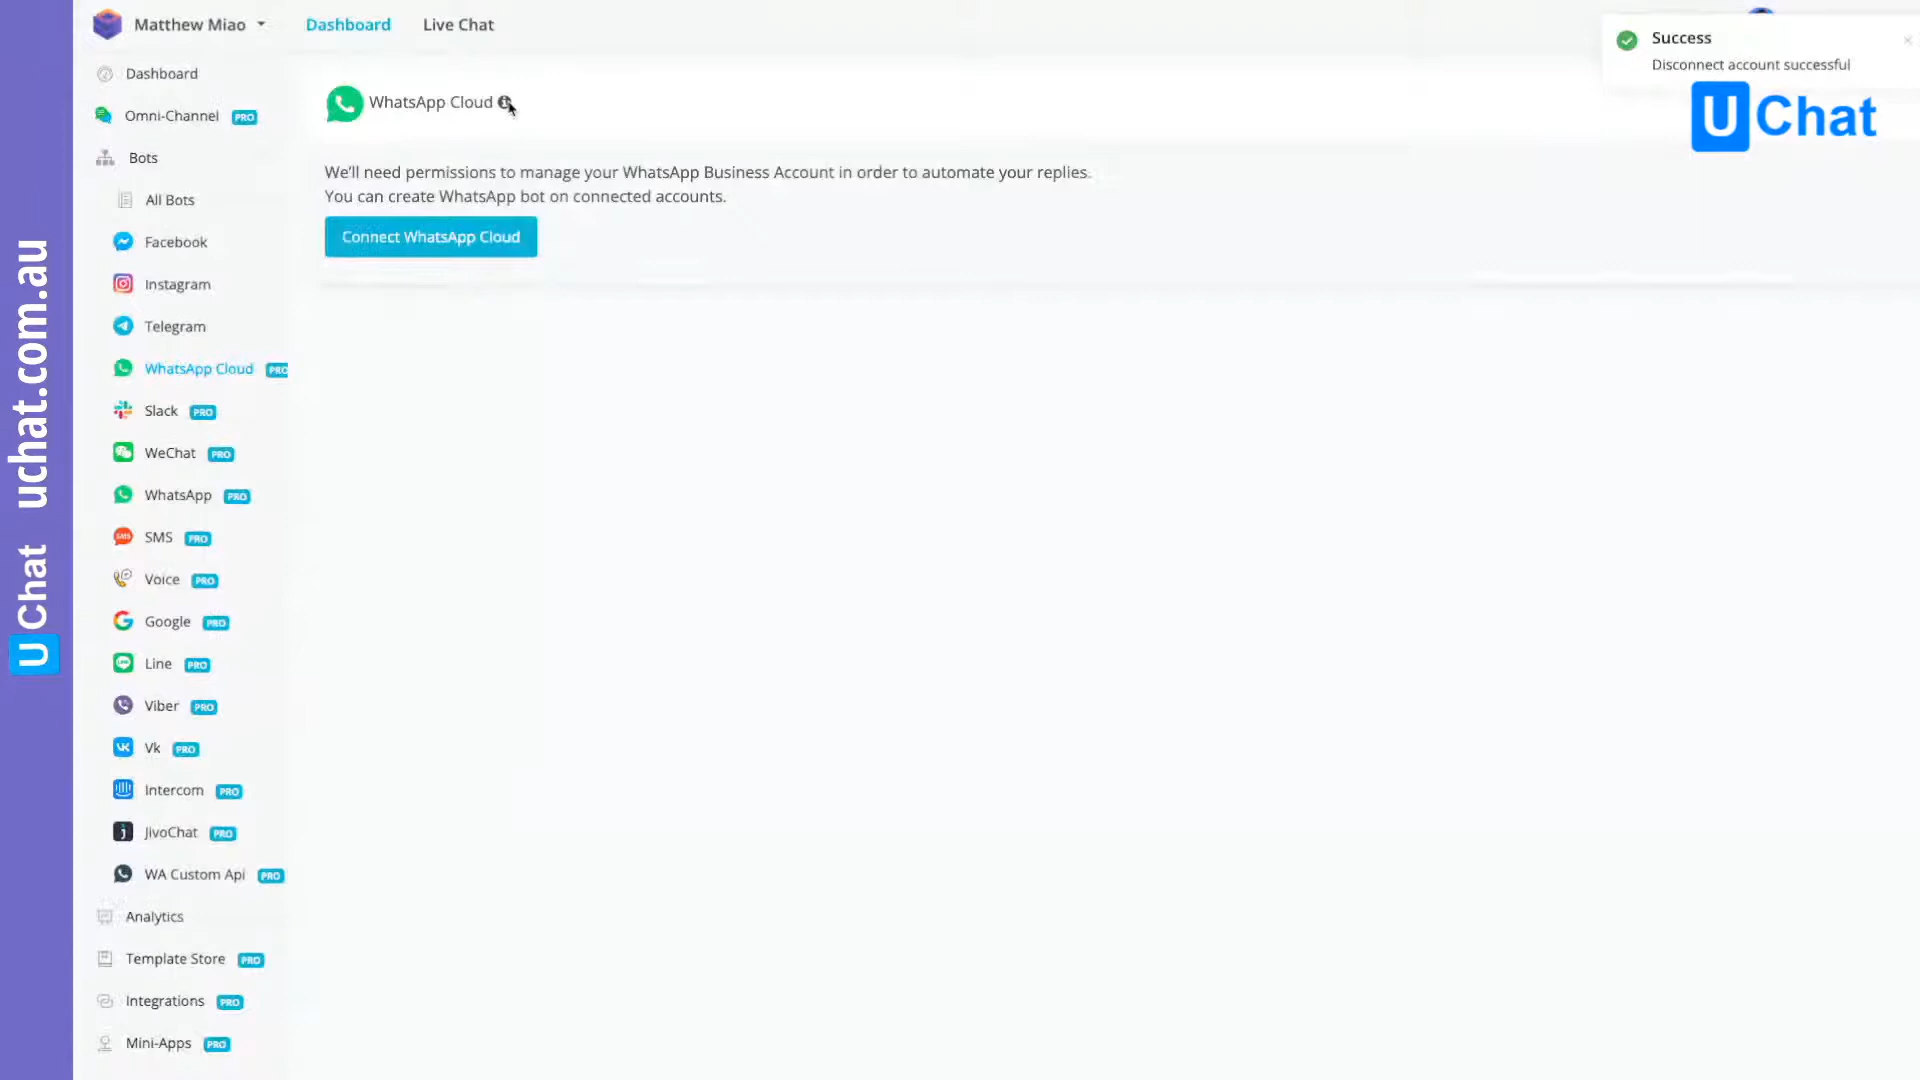 Matthew Miao
Dashboard
Live Chat
Success
Disconnect account successful
U Chat
Dashboard
Omni-Channel PRO
Bots
All Bots
Facebook
Instagram
Telegram
WhatsApp Cloud PRO
Slack PRO
WeChat PRO
WhatsApp PRO
SMS PRO
Voice PRO
Google PRO
Line PRO
Viber PRO
Vk PRO
Intercom PRO
JivoChat PRO
WA Custom Api PRO
Analytics
Template Store PRO
Integrations PRO
Mini-Apps PRO
WhatsApp Cloud
We'll need permissions to manage your WhatsApp Business Account in order to automate your replies.
You can create WhatsApp bot on connected accounts.
Connect WhatsApp Cloud
U Chat uchat.com.au